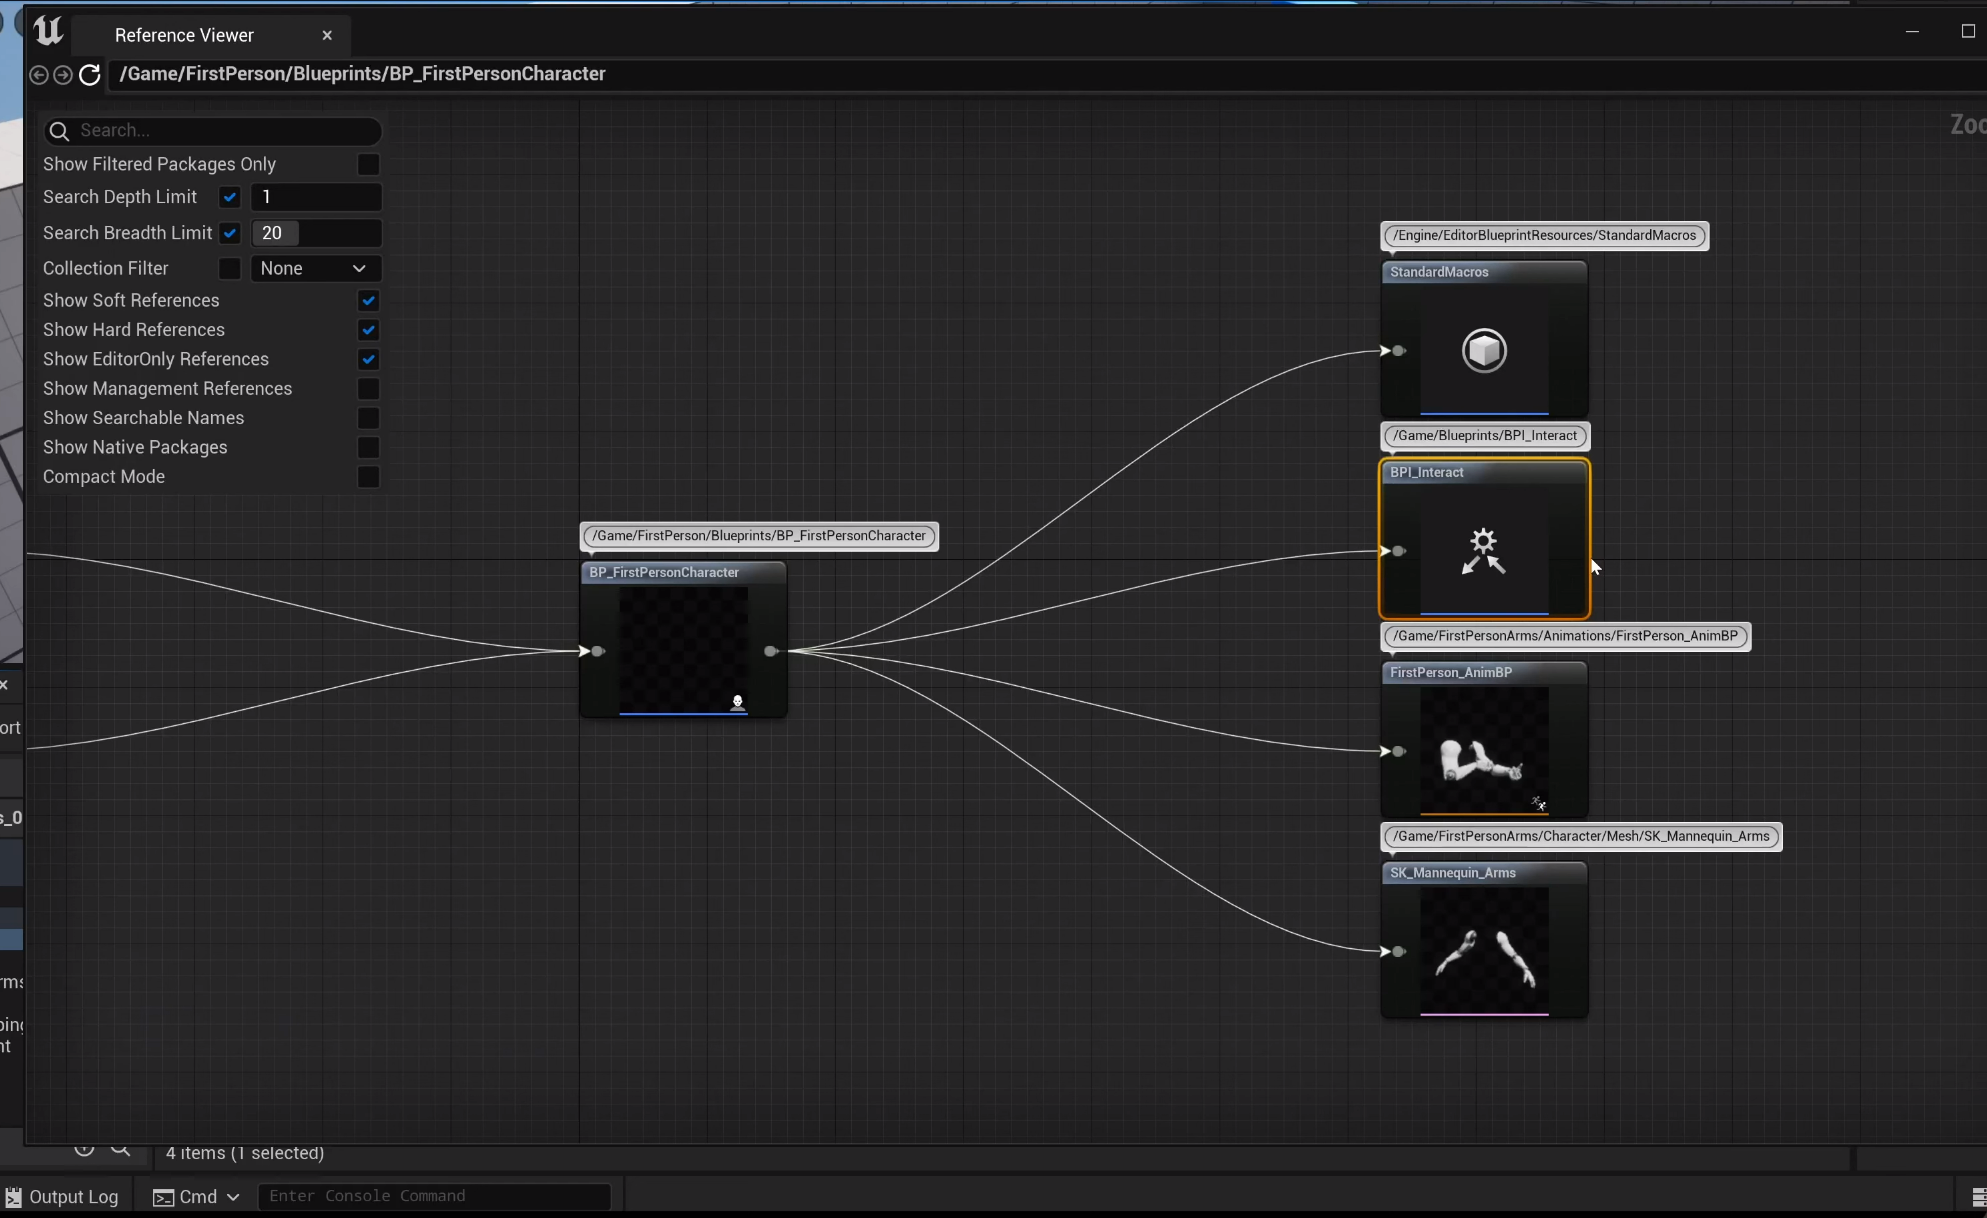 Reference Viewer
/Game/FirstPerson/Blueprints/BP_FirstPersonCharacter
Search...
Show Filtered Packages Only
Search Depth Limit 1
Search Breadth Limit 20
Collection Filter None
Show Soft References
Show Hard References
Show EditorOnly References
Show Management References
Show Searchable Names
Show Native Packages
Compact Mode
Zoo
/Engine/EditorBlueprintResources/StandardMacros
StandardMacros
/Game/Blueprints/BPI_Interact
BPI_Interact
/Game/FirstPerson/Blueprints/BP_FirstPersonCharacter
BP_FirstPersonCharacter
/Game/FirstPersonArms/Animations/FirstPerson_AnimBP
FirstPerson_AnimBP
/Game/FirstPersonArms/Character/Mesh/SK_Mannequin_Arms
SK_Mannequin_Arms
ort
s_0
rms
nt
4 items (1 selected)
Output Log
Cmd
Enter Console Command